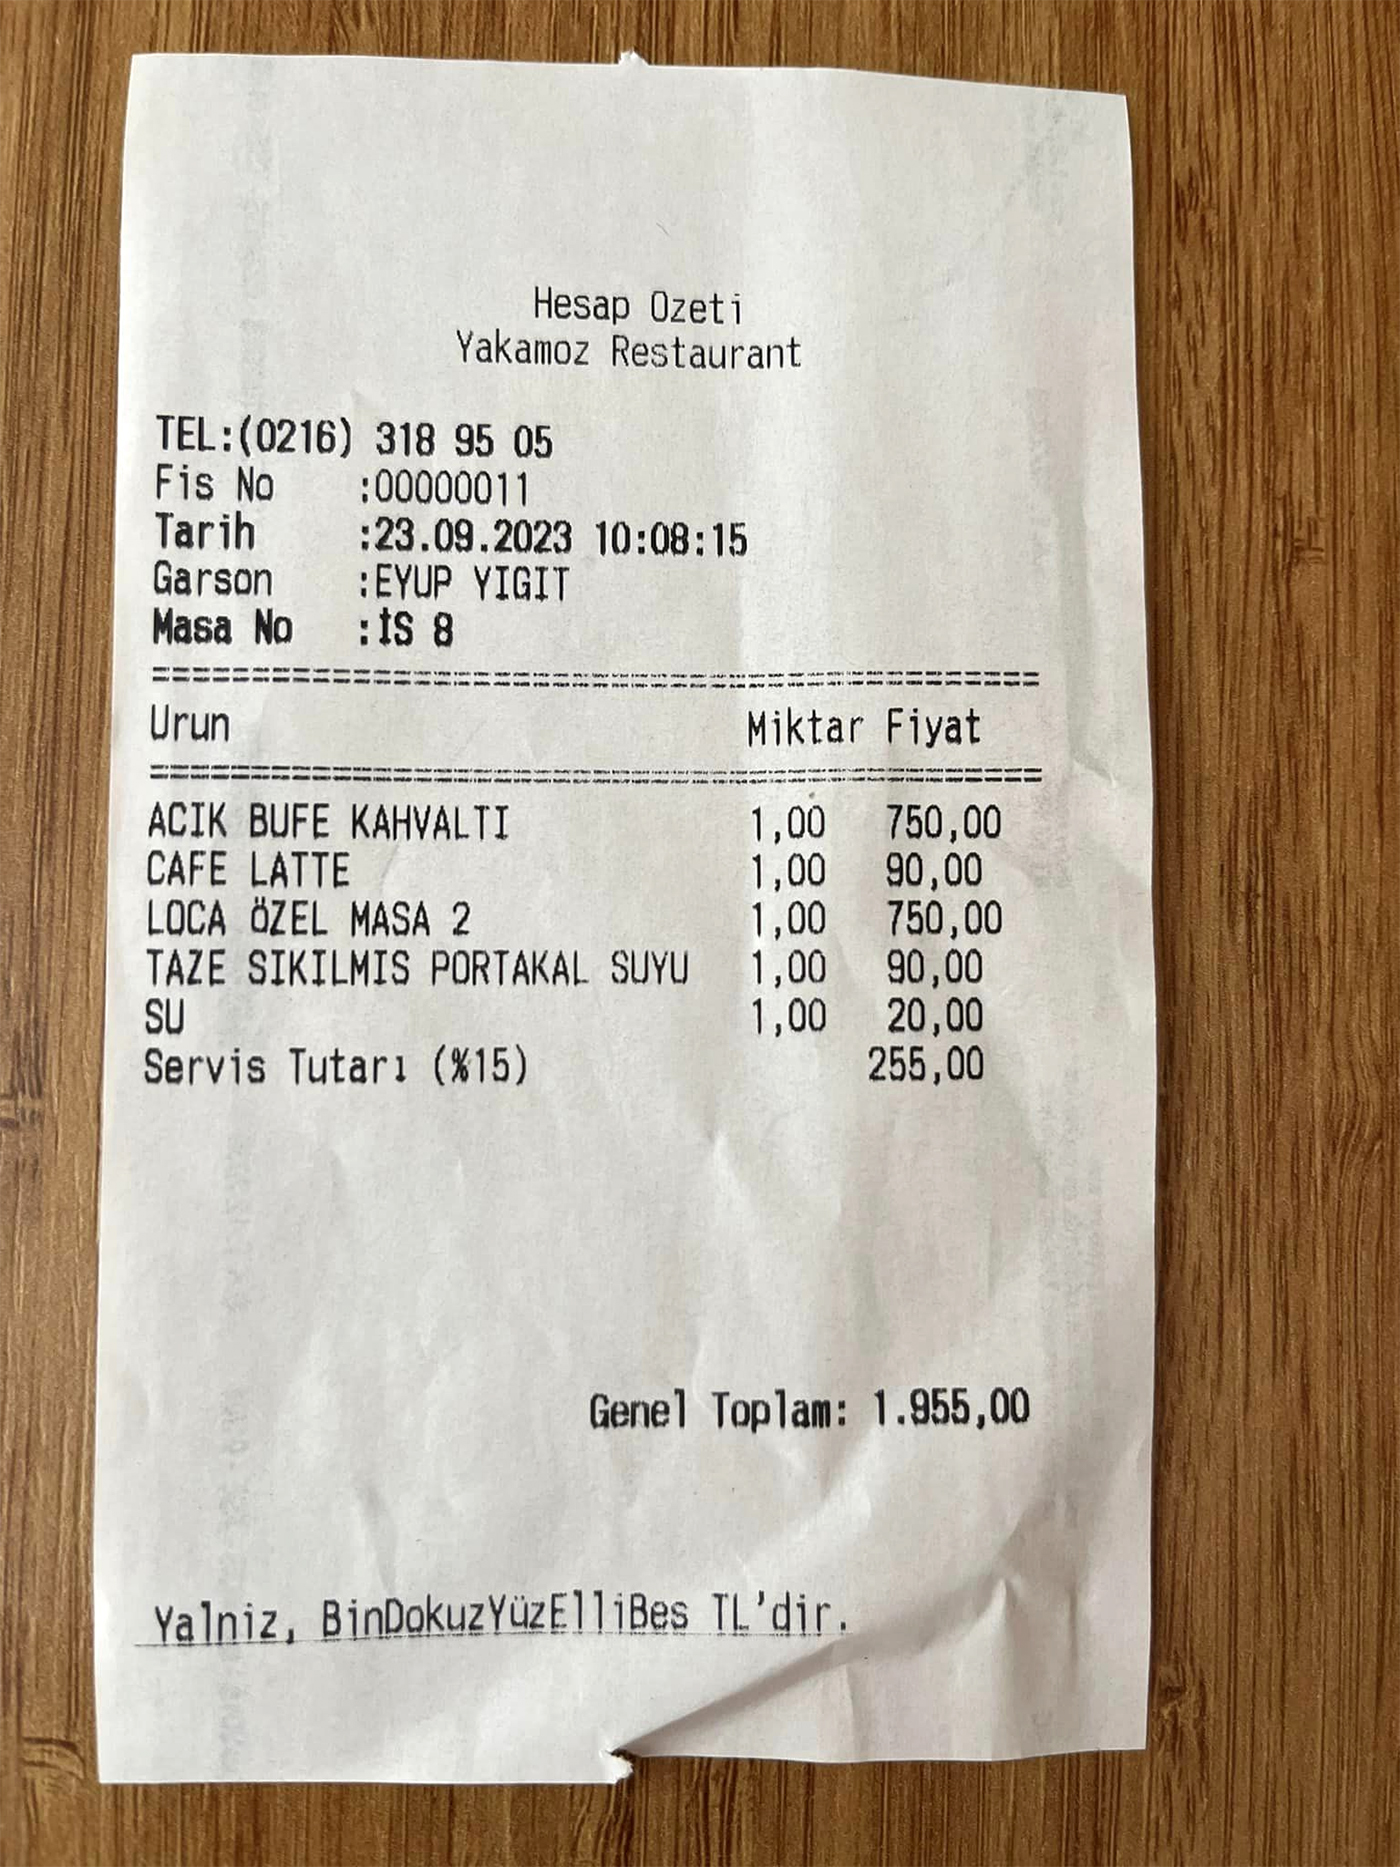 Hesap Ozeti
Yakamoz Restaurant
TEL:(0216) 318 95 05
Fis No :00000011
Tarih :23.09.2023 10:08:15
Garson :EYUP YIGIT
Masa No :İS 8
Urun Miktar Fiyat
ACIK BUFE KAHVALTI 1,00 750,00
CAFE LATTE 1,00 90,00
LOCA ÖZEL MASA 2 1,00 750,00
TAZE SIKILMIS PORTAKAL SUYU 1,00 90,00
SU 1,00 20,00
Servis Tutarı (%15) 255,00
Genel Toplam: 1.955,00
Yalniz, BinDokuzYüzElliBes TL'dir.